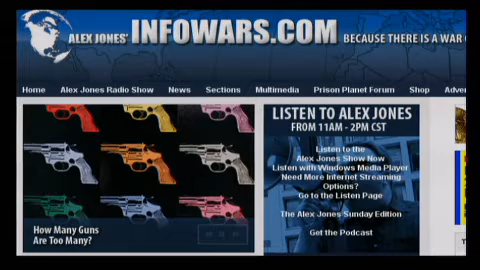 ALEX JONES' INFOWARS.COM BECAUSE THERE IS A WAR
Home Alex Jones Radio Show News Sections Multimedia Prison Planet Forum Shop Adver
LISTEN TO ALEX JONES
FROM 11AM - 2PM CST
Listen to the
Alex Jones Show Now
Listen with Windows Media Player
Need More Internet Streaming
Options?
Go to the Listen Page
The Alex Jones Sunday Edition
Get the Podcast
How Many Guns
Are Too Many?